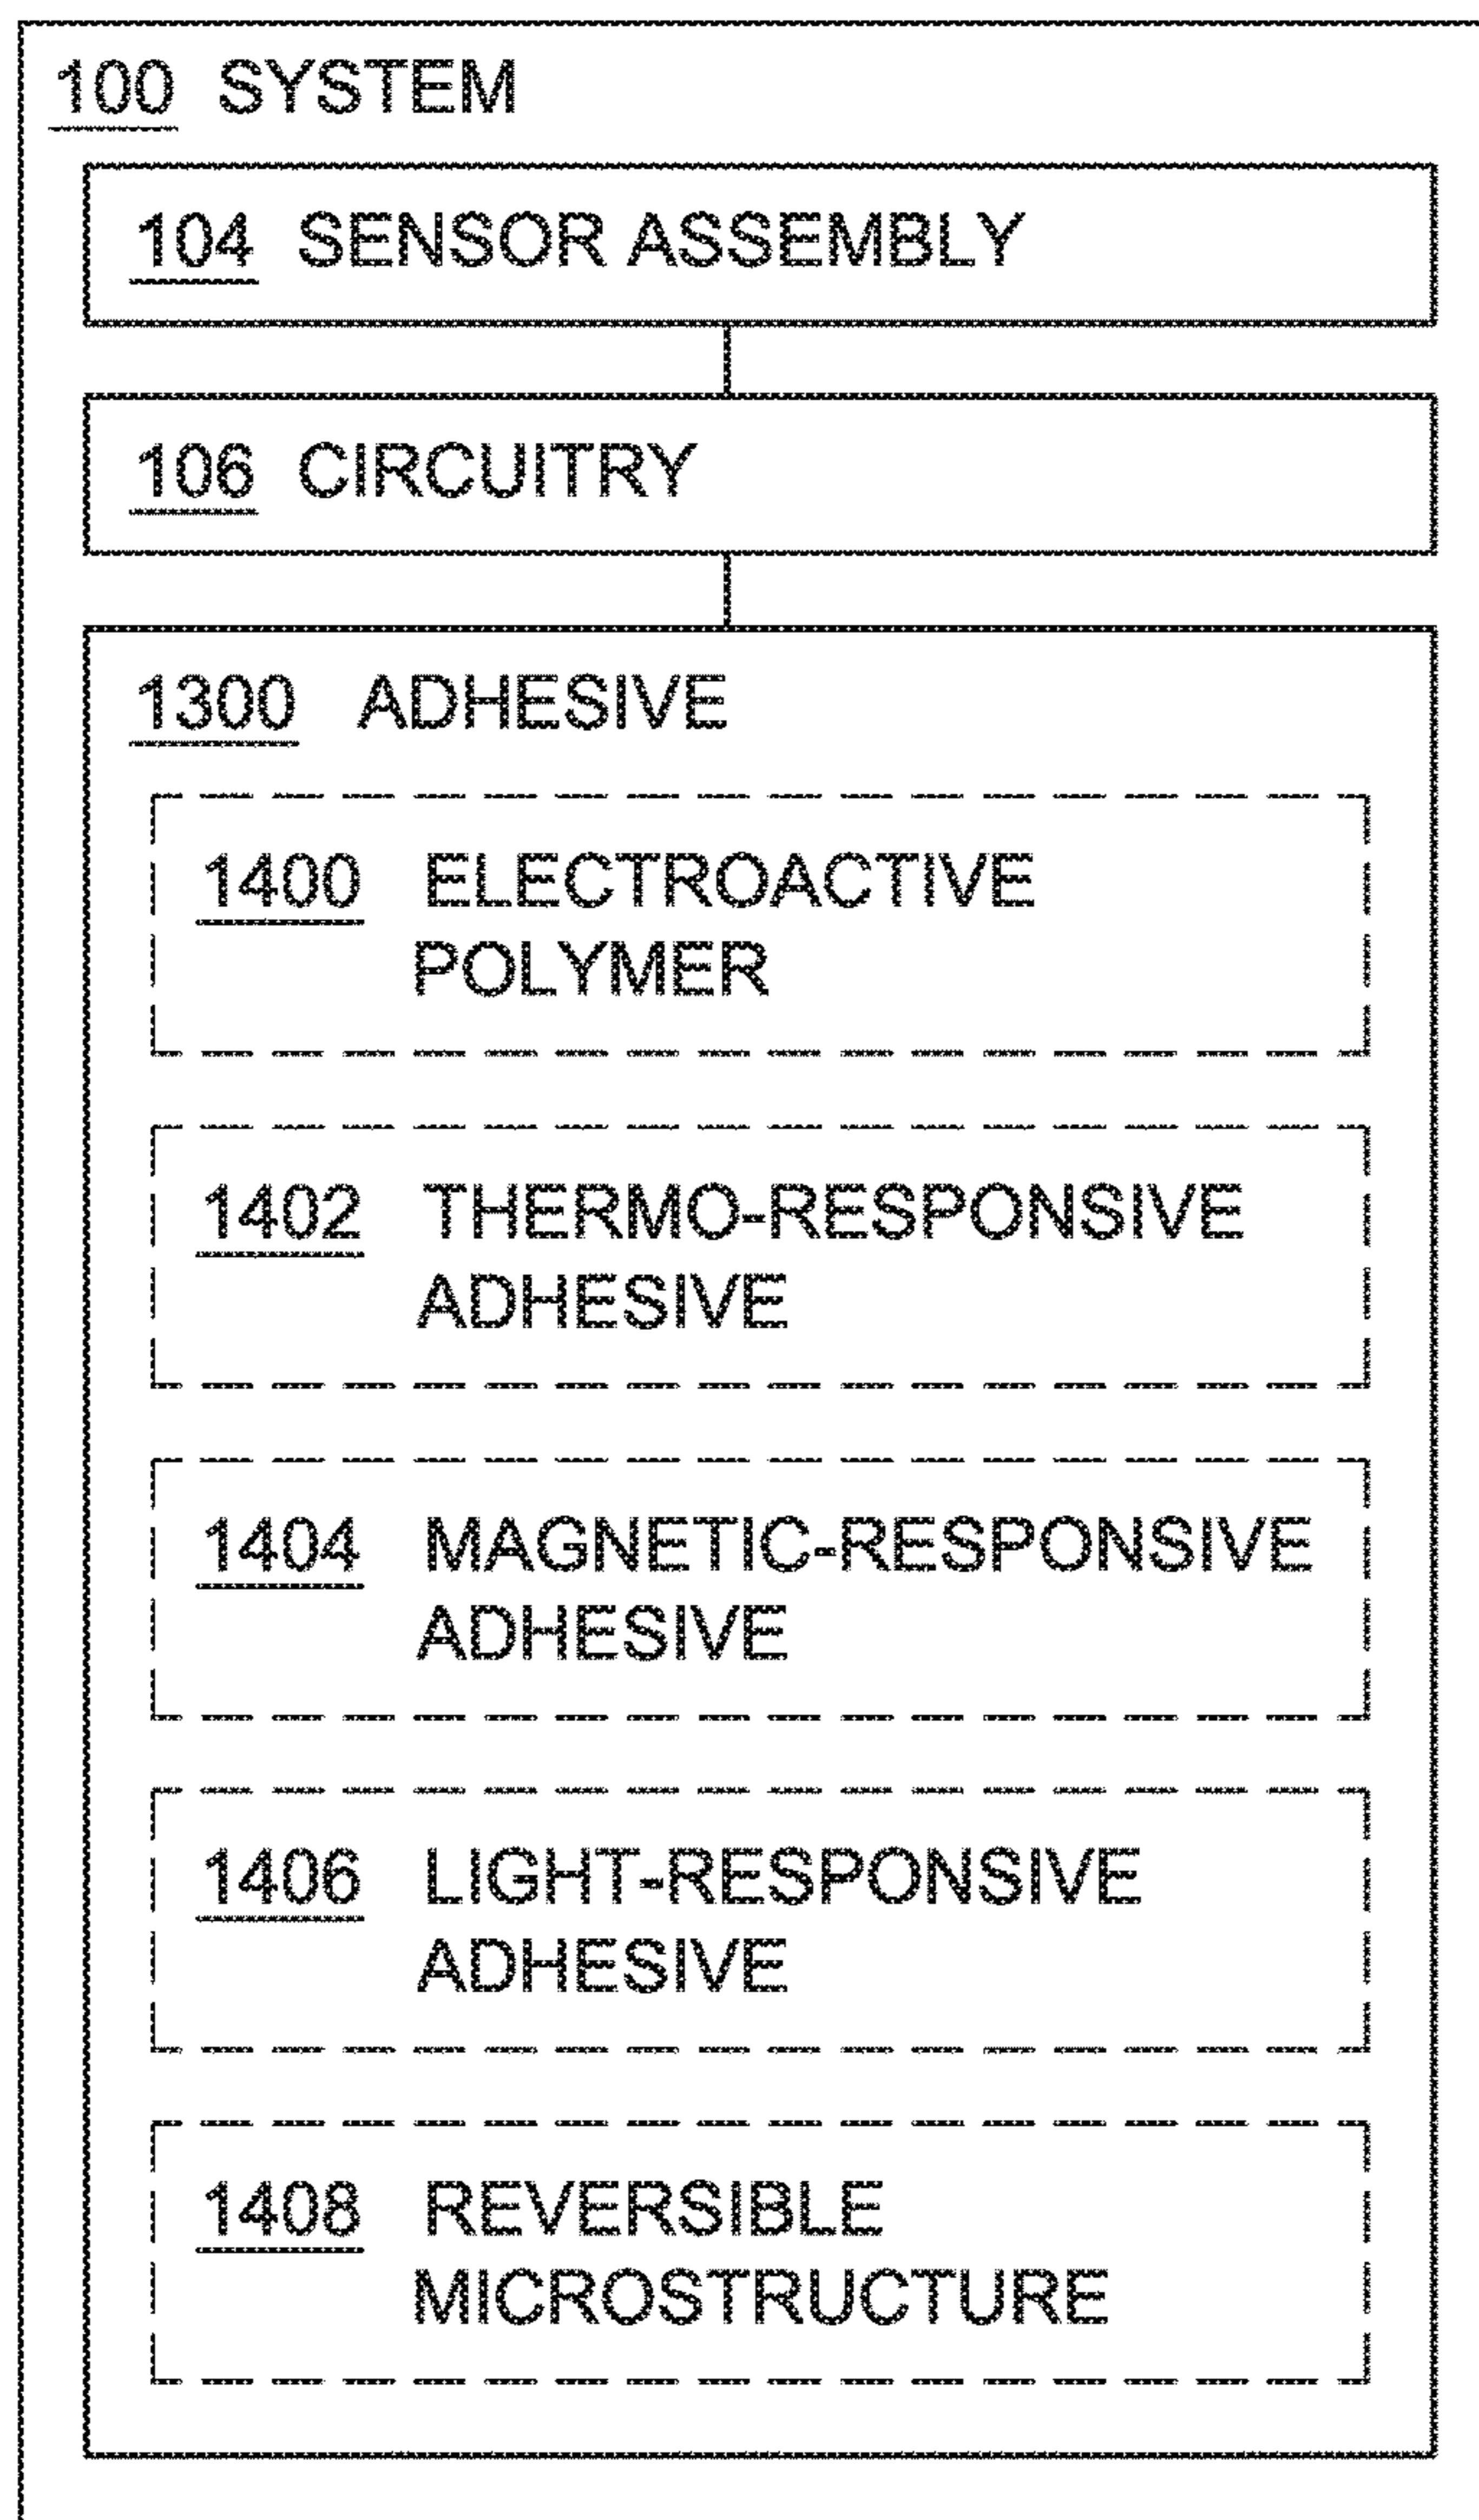 100 SYSTEM
104 SENSOR ASSEMBLY
106 CIRCUITRY
1300 ADHESIVE
1400 ELECTROACTIVE
POLYMER
1402 THERMO-RESPONSIVE
ADHESIVE
1404 MAGNETIC-RESPONSIVE
ADHESIVE
1406 LIGHT-RESPONSIVE
ADHESIVE
1408 REVERSIBLE
MICROSTRUCTURE